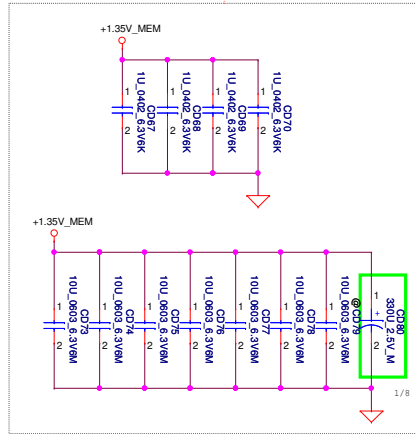 +1.35V_MEM
1
2
CD67
1U_0402_6.3V6K
1
2
CD68
1U_0402_6.3V6K
1
2
CD69
1U_0402_6.3V6K
1
2
CD70
1U_0402_6.3V6K
+1.35V_MEM
1
2
CD73
10U_0603_6.3V6M
1
2
CD74
10U_0603_6.3V6M
1
2
CD75
10U_0603_6.3V6M
1
2
CD76
10U_0603_6.3V6M
1
2
CD77
10U_0603_6.3V6M
1
2
CD78
10U_0603_6.3V6M
1
2
@CD79
10U_0603_6.3V6M
1
+
2
CD80
330U_2.5V_M
1/8